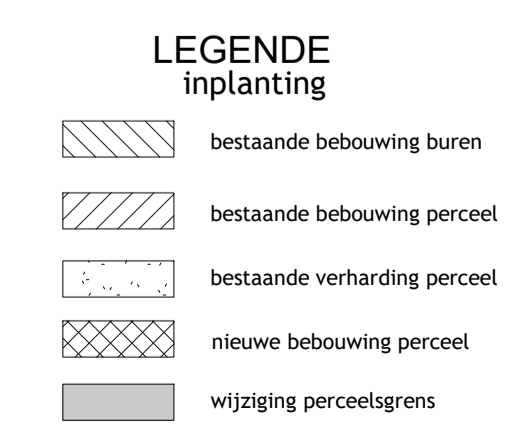 LEGENDE
inplanting
bestaande bebouwing buren
bestaande bebouwing perceel
bestaande verharding perceel
nieuwe bebouwing perceel
wijziging perceelsgrens